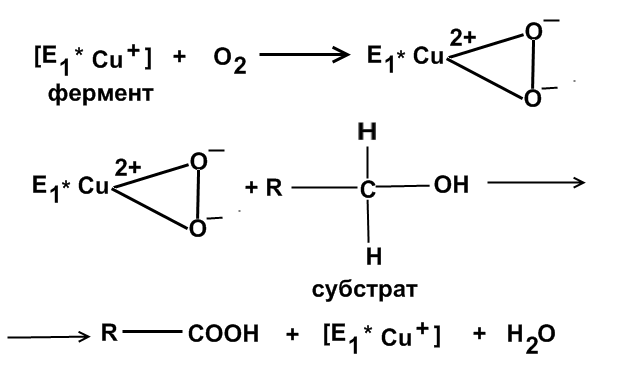 [E₁* Cu⁺] + O₂ E₁* Cu²⁺ O⁻ O⁻
фермент
H
E₁* Cu²⁺ O⁻ O⁻ + R C OH
H
субстрат
R COOH + [E₁* Cu⁺] + H₂O